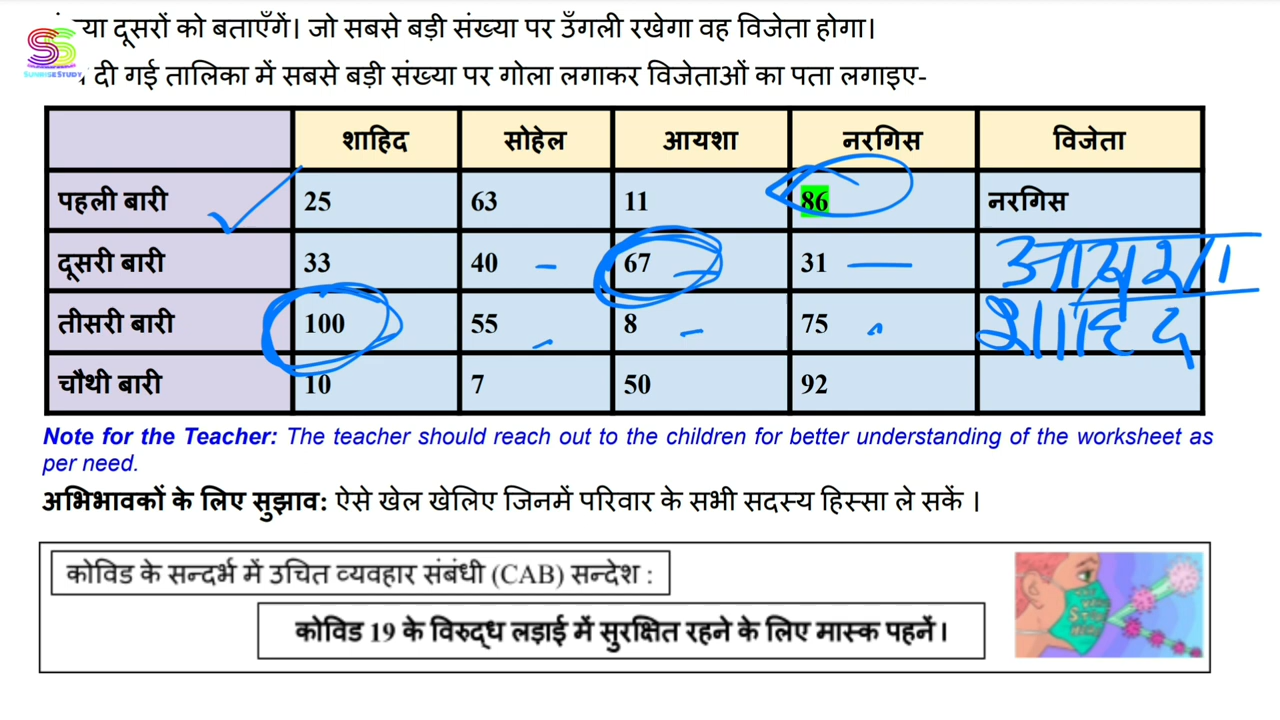 या दूसरों को बताएँगें। जो सबसे बड़ी संख्या पर उँगली रखेगा वह विजेता होगा।
SUNRISE STUDY
दी गई तालिका में सबसे बड़ी संख्या पर गोला लगाकर विजेताओं का पता लगाइए-
शाहिद सोहेल आयशा नरगिस विजेता
पहली बारी 25 63 11 86 नरगिस
दूसरी बारी 33 40 67 31 आयशा
तीसरी बारी 100 55 8 75 शाहिद
चौथी बारी 10 7 50 92
Note for the Teacher: The teacher should reach out to the children for better understanding of the worksheet as
per need.
अभिभावकों के लिए सुझाव: ऐसे खेल खेलिए जिनमें परिवार के सभी सदस्य हिस्सा ले सकें ।
कोविड के सन्दर्भ में उचित व्यवहार संबंधी (CAB) सन्देश :
कोविड 19 के विरुद्ध लड़ाई में सुरक्षित रहने के लिए मास्क पहनें।